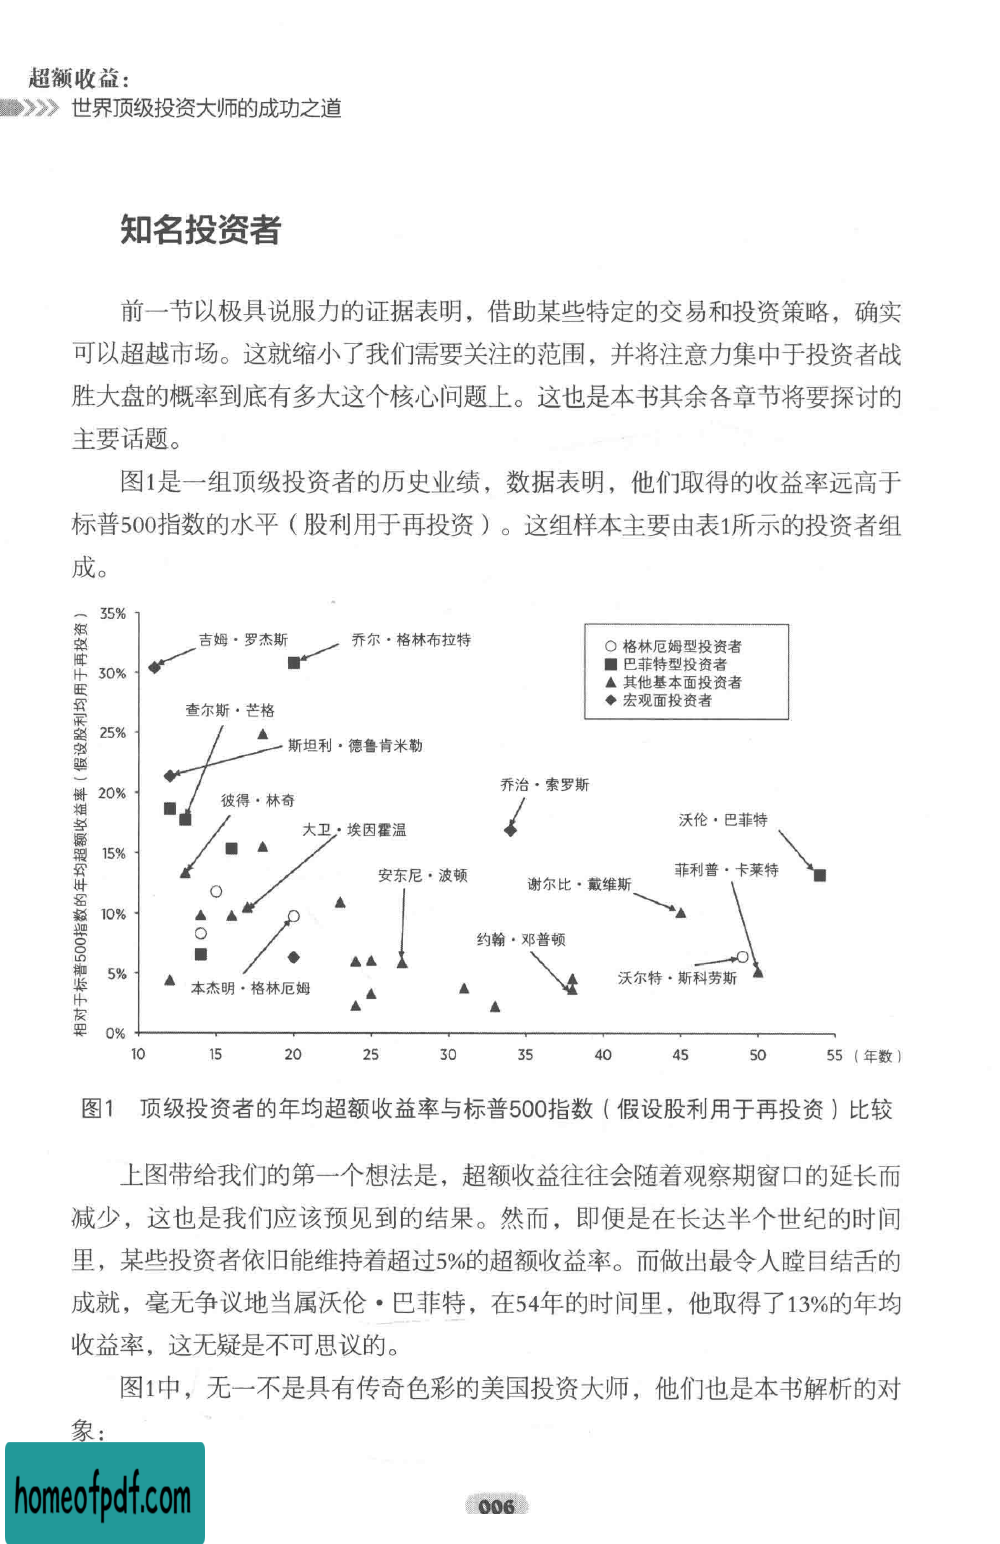 超额收益：
世界顶级投资大师的成功之道
知名投资者
前一节以极具说服力的证据表明，借助某些特定的交易和投资策略，确实
可以超越市场。这就缩小了我们需要关注的范围，并将注意力集中于投资者战
胜大盘的概率到底有多大这个核心问题上。这也是本书其余各章节将要探讨的
主要话题。
图1是一组顶级投资者的历史业绩，数据表明，他们取得的收益率远高于
标普500指数的水平（股利用于再投资）。这组样本主要由表1所示的投资者组
成。
相对于标普500指数的年均超额收益率（假设股利均用于再投资）
35%
30%
25%
20%
15%
10%
5%
0%
吉姆·罗杰斯
乔尔·格林布拉特
格林厄姆型投资者
巴菲特型投资者
其他基本面投资者
宏观面投资者
查尔斯·芒格
斯坦利·德鲁肯米勒
彼得·林奇
乔治·索罗斯
大卫·埃因霍温
沃伦·巴菲特
安东尼·波顿
谢尔比·戴维斯
菲利普·卡莱特
约翰·邓普顿
本杰明·格林厄姆
沃尔特·斯科劳斯
10 15 20 25 30 35 40 45 50 55（年数）
图1 顶级投资者的年均超额收益率与标普500指数（假设股利用于再投资）比较
上图带给我们的第一个想法是，超额收益往往会随着观察期窗口的延长而
减少，这也是我们应该预见到的结果。然而，即便是在长达半个世纪的时间
里，某些投资者依旧能维持着超过5%的超额收益率。而做出最令人瞠目结舌的
成就，毫无争议地当属沃伦·巴菲特，在54年的时间里，他取得了13%的年均
收益率，这无疑是不可思议的。
图1中，无一不是具有传奇色彩的美国投资大师，他们也是本书解析的对
象：
homeofpdf.com
006